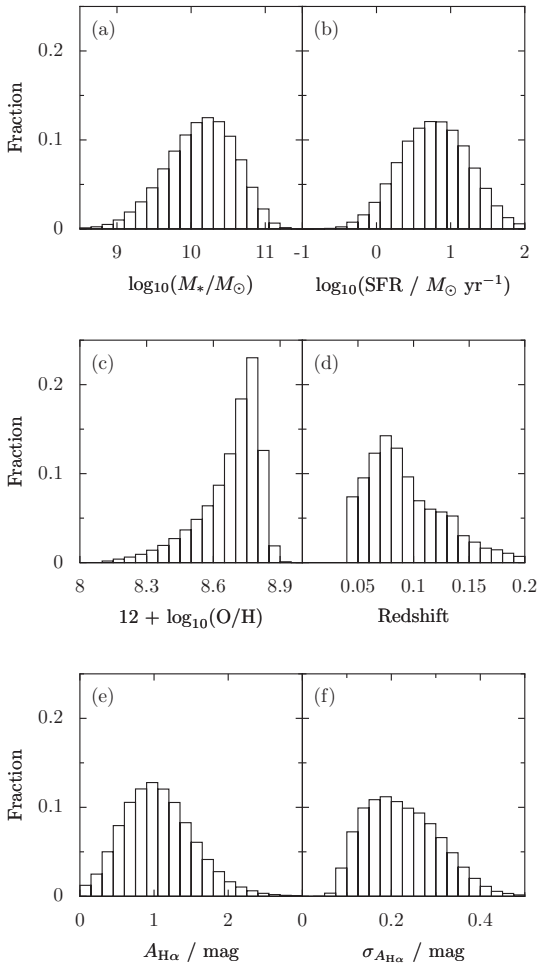 (a) (b)
0.2
0.1
0
Fraction
9 10 11 -1 0 1 2
log₁₀(M*/M⊙) log₁₀(SFR / M⊙ yr⁻¹)
(c) (d)
0.2
0.1
0
Fraction
8 8.3 8.6 8.9 0.05 0.1 0.15 0.2
12 + log₁₀(O/H) Redshift
(e) (f)
0.2
0.1
0
Fraction
0 1 2 0 0.2 0.4
A_Hα / mag σ_A_Hα / mag